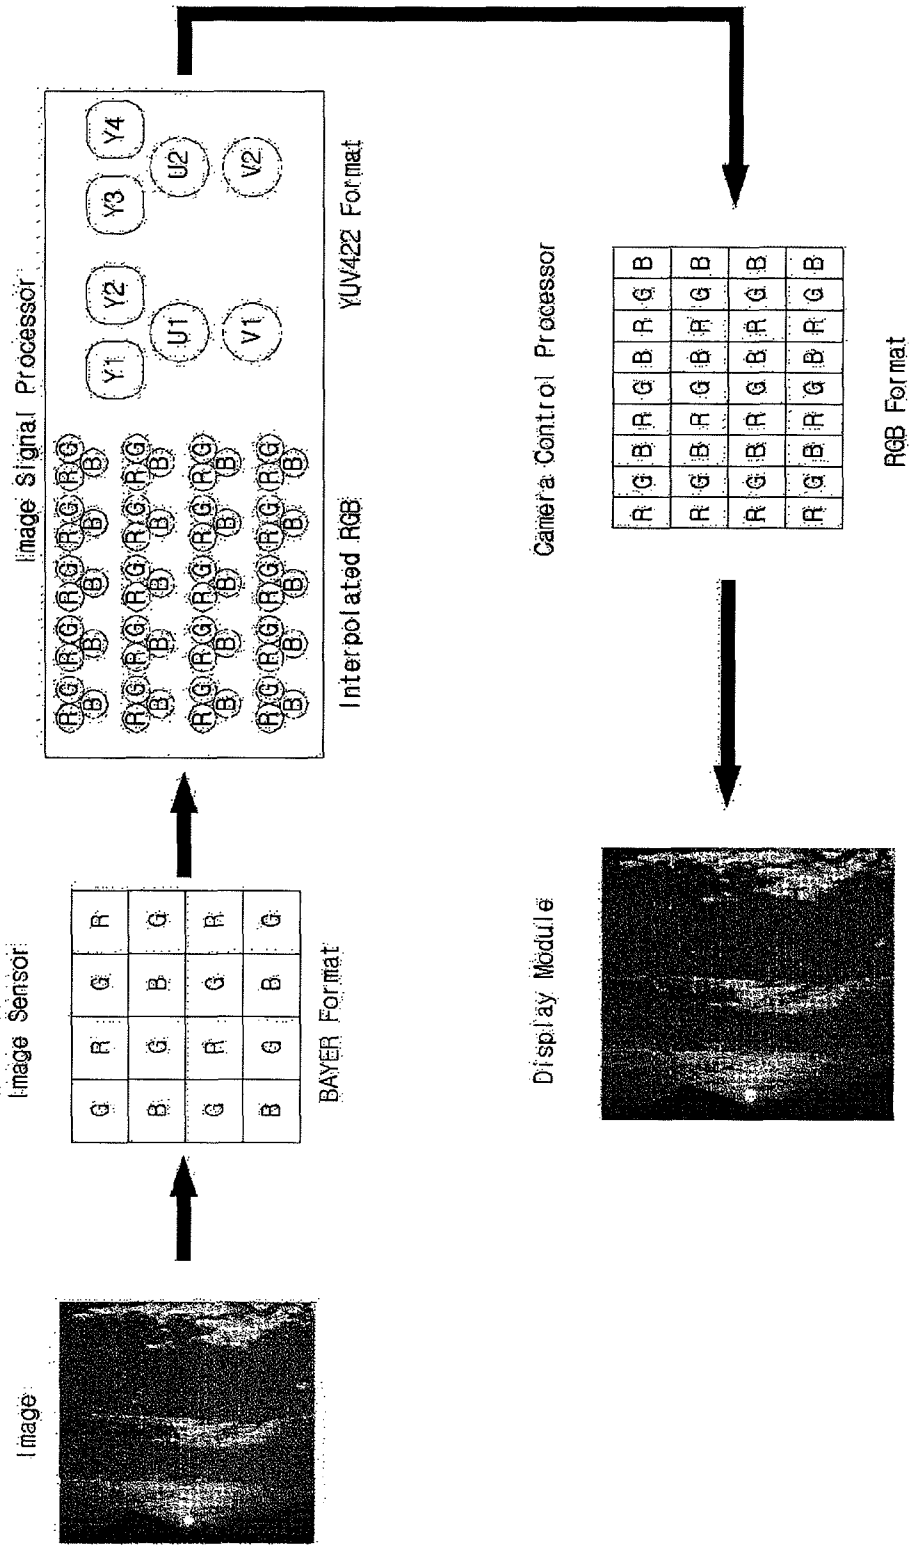 Image
Image Sensor
G R G R
B G B G
G R G R
B G B G
BAYER Format
Image Signal Processor
R G R G R G R G R G
B B B B B
R G R G R G R G R G
B B B B B
R G R G R G R G R G
B B B B B
R G R G R G R G R G
B B B B B
Interpolated RGB
Y1 Y2 Y3 Y4
U1 U2
V1 V2
YUV422 Format
Display Module
Camera Control Processor
R G B R G B R G B
R G B R G B R G B
R G B R G B R G B
R G B R G B R G B
RGB Format